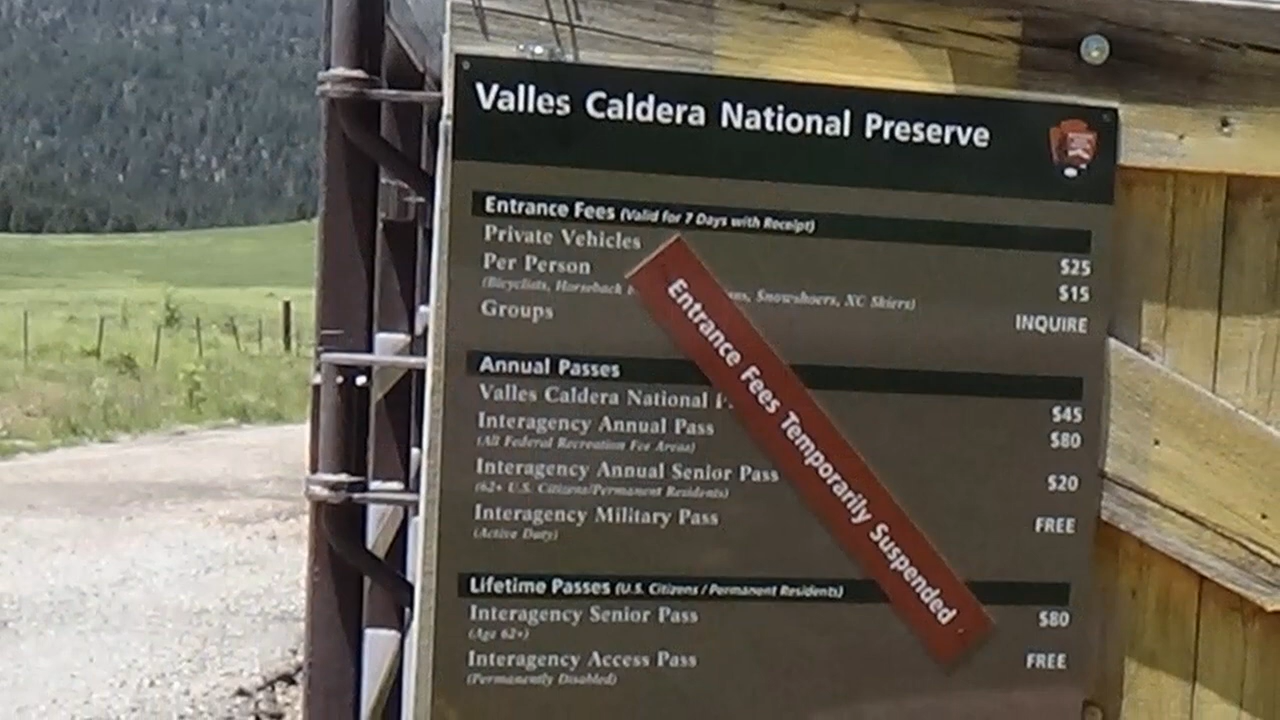 Valles Caldera National Preserve
Entrance Fees (Valid for 7 Days with Receipt)
Private Vehicles $25
Per Person $15
(Bicyclists, Horseback Snowshoers, XC Skiers)
Groups INQUIRE
Annual Passes
Valles Caldera National $45
Interagency Annual Pass $80
(All Federal Recreation Fee Areas)
Interagency Annual Senior Pass $20
(62+ U.S. Citizens/Permanent Residents)
Interagency Military Pass FREE
(Active Duty)
Lifetime Passes (U.S. Citizens / Permanent Residents)
Interagency Senior Pass $80
(Age 62+)
Interagency Access Pass FREE
(Permanently Disabled)
Entrance Fees Temporarily Suspended